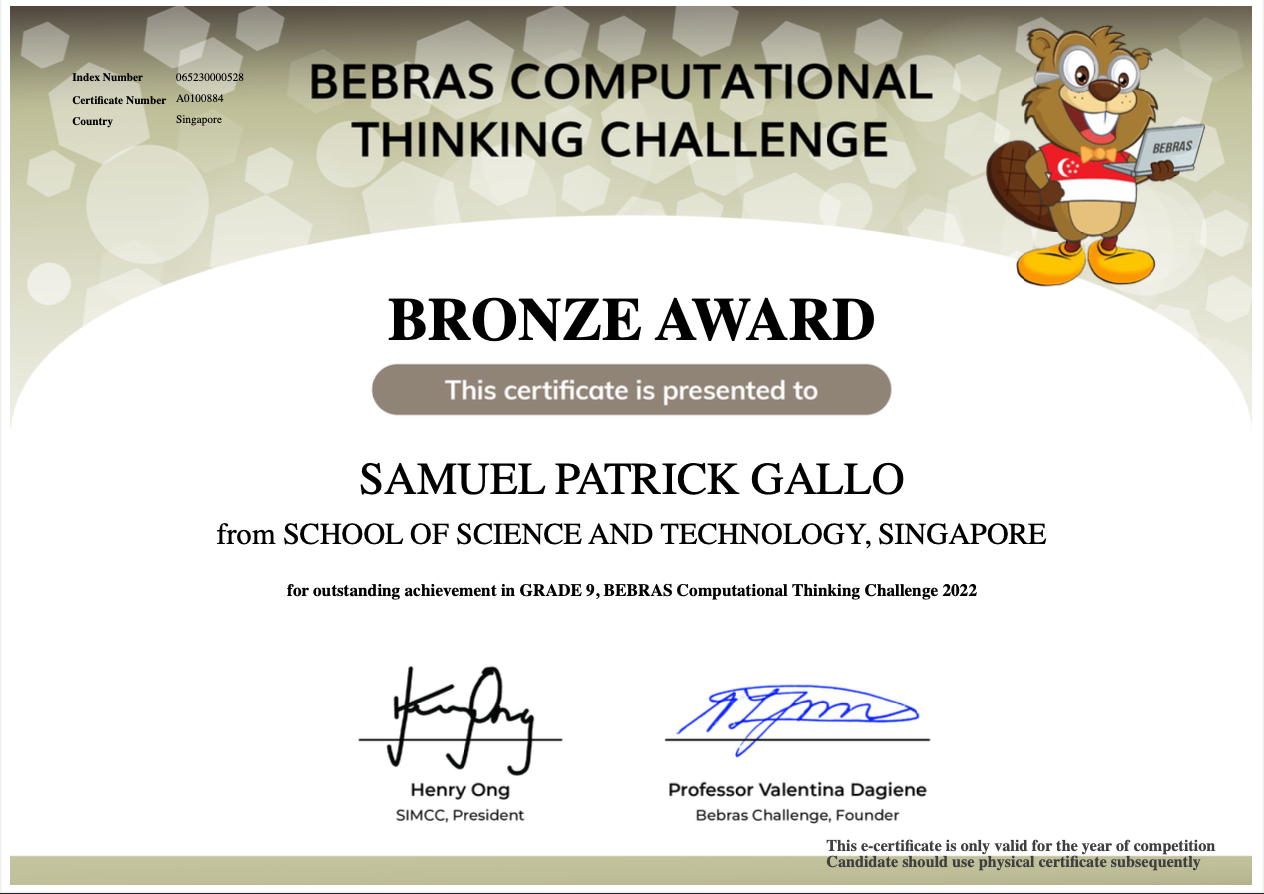 Index Number 065230000528
Certificate Number A0100884
Country Singapore
BEBRAS COMPUTATIONAL
THINKING CHALLENGE
BEBRAS
BRONZE AWARD
This certificate is presented to
SAMUEL PATRICK GALLO
from SCHOOL OF SCIENCE AND TECHNOLOGY, SINGAPORE
for outstanding achievement in GRADE 9, BEBRAS Computational Thinking Challenge 2022
Henry Ong
Henry Ong
SIMCC, President
Professor Valentina Dagiene
Bebras Challenge, Founder
This e-certificate is only valid for the year of competition
Candidate should use physical certificate subsequently